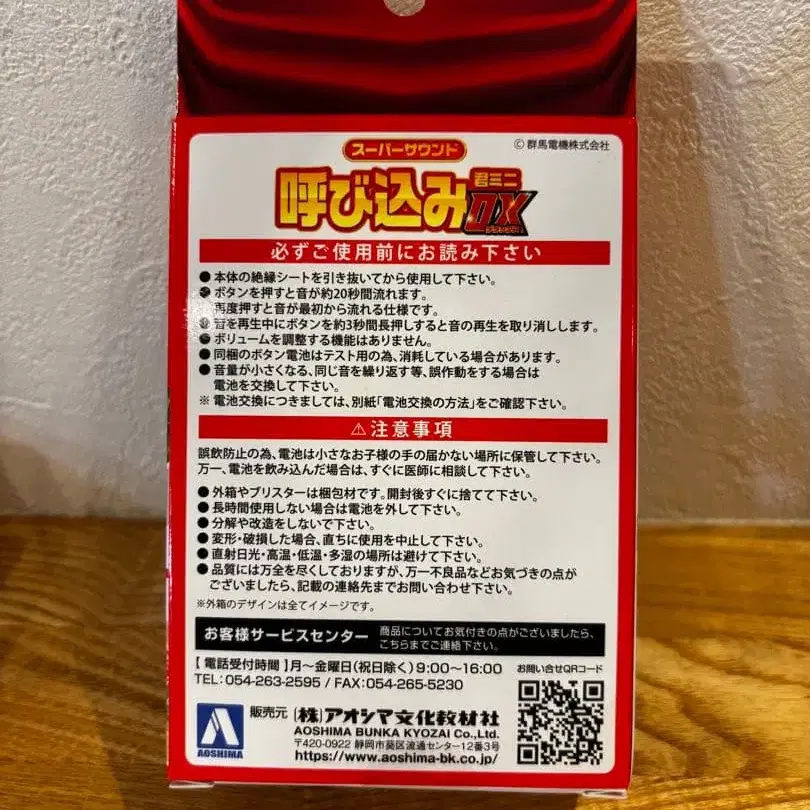 スーパーサウンド
© 群馬電機株式会社
呼び込み君ミニDX
デラックス
必ずご使用前にお読み下さい
● 本体の絶縁シートを引き抜いてから使用して下さい。
● ボタンを押すと音が約20秒間流れます。
再度押すと音が最初から流れる仕様です。
● 音を再生中にボタンを約3秒間長押しすると音の再生を取り消しします。
● ボリュームを調整する機能はありません。
● 同梱のボタン電池はテスト用の為、消耗している場合があります。
● 音量が小さくなる、同じ音を繰り返す等、誤作動をする場合は
電池を交換して下さい。
※ 電池交換につきましては、別紙「電池交換の方法」をご確認下さい。
⚠注意事項
誤飲防止の為、電池は小さなお子様の手の届かない場所に保管して下さい。
万一、電池を飲み込んだ場合は、すぐに医師に相談して下さい。
● 外箱やブリスターは梱包材です。開封後すぐに捨てて下さい。
● 長時間使用しない場合は電池を外して下さい。
● 分解や改造をしないで下さい。
● 変形・破損した場合、直ちに使用を中止して下さい。
● 直射日光・高温・低温・多湿の場所は避けて下さい。
● 品質には万全を尽くしておりますが、万一不良品などお気づきの点が
ございましたら、記載の連絡先までお問い合わせ下さい。
※外箱のデザインは全てイメージです。
お客様サービスセンター 商品についてお気付きの点がございましたら、
こちらまでご連絡下さい。
【電話受付時間】月〜金曜日(祝日除く)9:00〜16:00
TEL:054-263-2595 / FAX:054-265-5230
お問い合せQRコード
AOSHIMA
販売元 (株)アオシマ文化教材社
AOSHIMA BUNKA KYOZAI Co.,Ltd.
〒420-0922 静岡市葵区流通センター12番3号
https://www.aoshima-bk.co.jp/